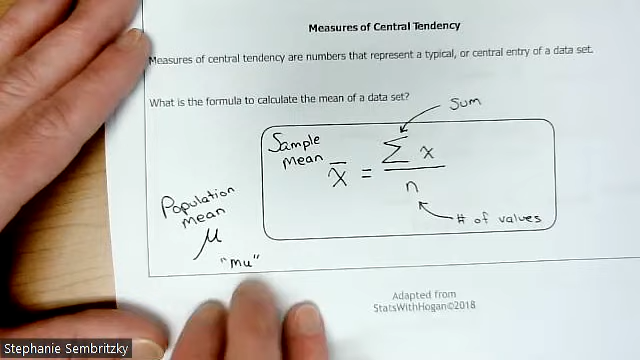 Measures of Central Tendency
Measures of central tendency are numbers that represent a typical, or central entry of a data set.
What is the formula to calculate the mean of a data set?
Sum
Sample
mean
x̄ = Σx / n
# of values
Population
mean
μ
"mu"
Adapted from
StatsWithHogan©2018
Stephanie Sembritzky